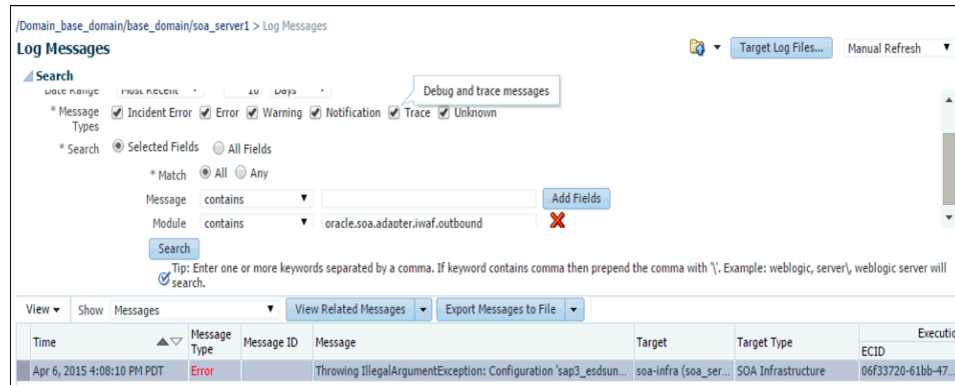 /Domain_base_domain/base_domain/soa_server1 > Log Messages
Log Messages
Target Log Files...
Manual Refresh
Search
Date Range Most Recent 10 Days
Debug and trace messages
* Message Types Incident Error Error Warning Notification Trace Unknown
* Search Selected Fields All Fields
* Match All Any
Message contains Add Fields
Module contains oracle.soa.adapter.iwaf.outbound
Search
Tip: Enter one or more keywords separated by a comma. If keyword contains comma then prepend the comma with '\'. Example: weblogic, server\, weblogic server will
search.
View Show Messages View Related Messages Export Messages to File
Time Message Type Message ID Message Target Target Type Executio
ECID
Apr 6, 2015 4:08:10 PM PDT Error Throwing IllegalArgumentException: Configuration 'sap3_esdsun... soa-infra (soa_ser... SOA Infrastructure 06f33720-61bb-47...